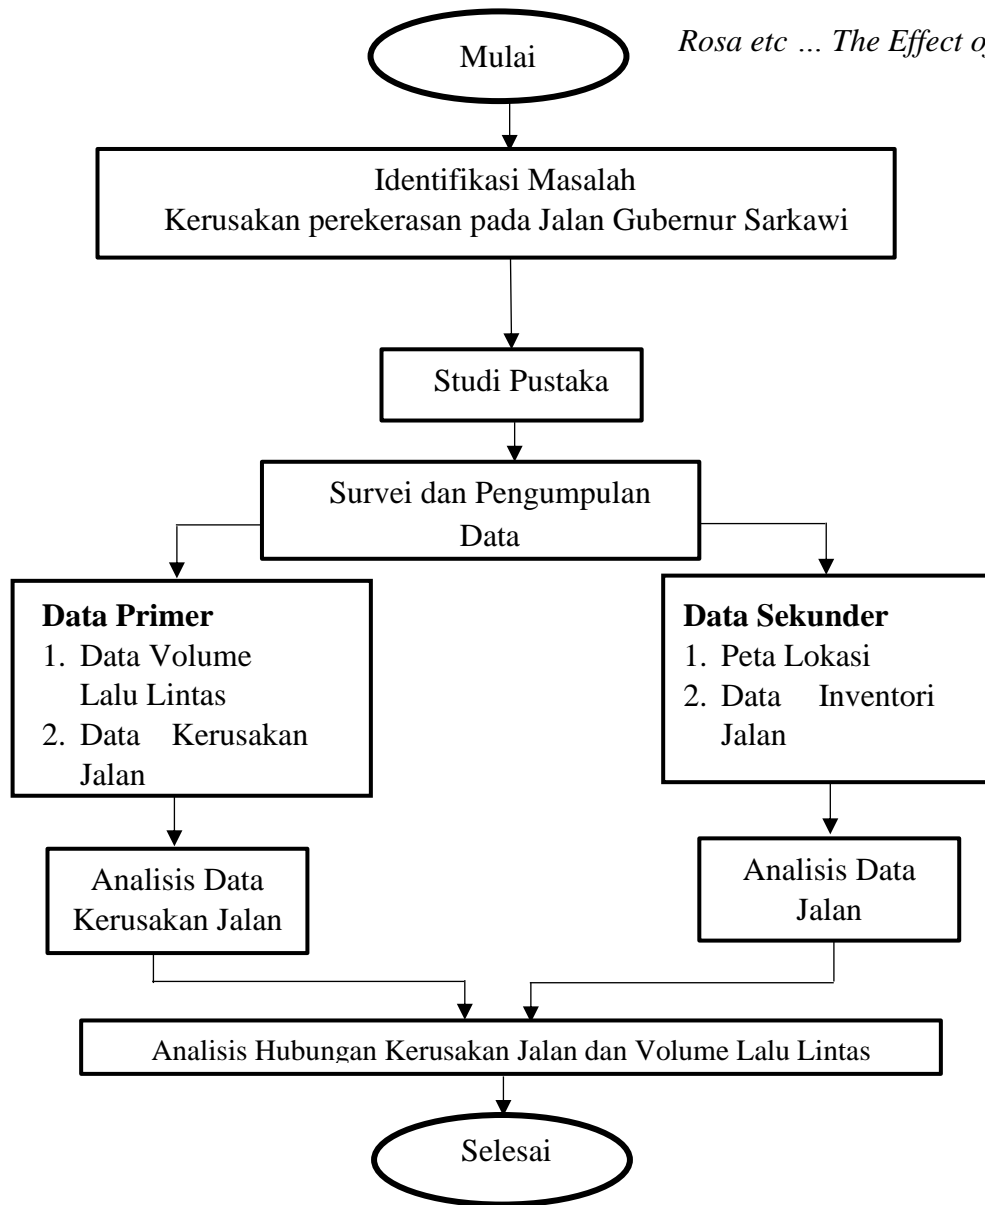 Rosa etc … The Effect of
Mulai
Identifikasi Masalah
Kerusakan perekerasan pada Jalan Gubernur Sarkawi
Studi Pustaka
Survei dan Pengumpulan
Data
Data Primer
1. Data Volume
Lalu Lintas
2. Data Kerusakan
Jalan
Data Sekunder
1. Peta Lokasi
2. Data Inventori
Jalan
Analisis Data
Kerusakan Jalan
Analisis Data
Jalan
Analisis Hubungan Kerusakan Jalan dan Volume Lalu Lintas
Selesai